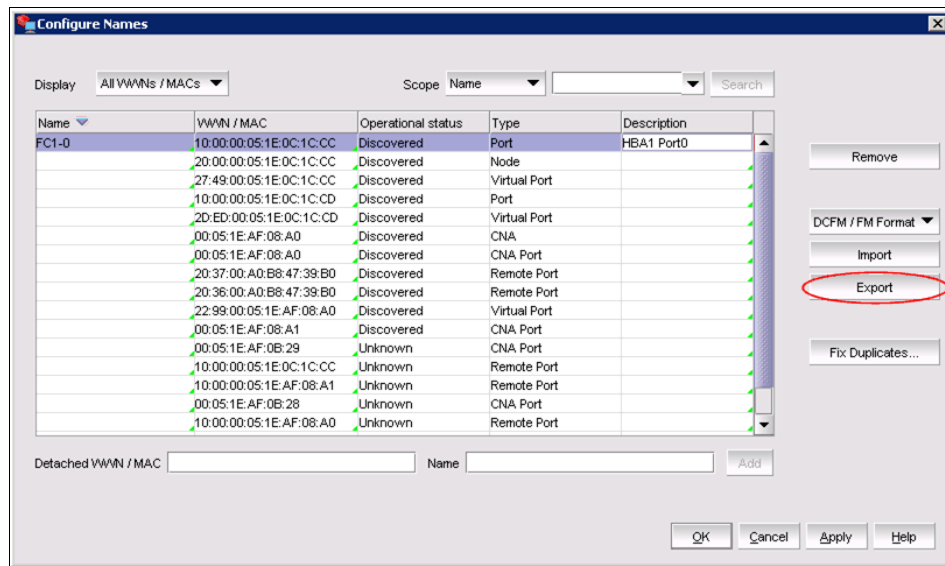 Configure Names
Display All WWNs / MACs Scope Name Search
Name WWN / MAC Operational status Type Description
FC1-0 10:00:00:05:1E:0C:1C:CC Discovered Port HBA1 Port0
20:00:00:05:1E:0C:1C:CC Discovered Node
27:49:00:05:1E:0C:1C:CC Discovered Virtual Port
10:00:00:05:1E:0C:1C:CD Discovered Port
2D:ED:00:05:1E:0C:1C:CD Discovered Virtual Port
00:05:1E:AF:08:A0 Discovered CNA
00:05:1E:AF:08:A0 Discovered CNA Port
20:37:00:A0:B8:47:39:B0 Discovered Remote Port
20:36:00:A0:B8:47:39:B0 Discovered Remote Port
22:99:00:05:1E:AF:08:A0 Discovered Virtual Port
00:05:1E:AF:08:A1 Discovered CNA Port
00:05:1E:AF:0B:29 Unknown CNA Port
10:00:00:05:1E:0C:1C:CC Unknown Remote Port
10:00:00:05:1E:AF:08:A1 Unknown Remote Port
00:05:1E:AF:0B:28 Unknown CNA Port
10:00:00:05:1E:AF:08:A0 Unknown Remote Port
Remove
DCFM / FM Format
Import
Export
Fix Duplicates...
Detached WWN / MAC Name Add
OK Cancel Apply Help